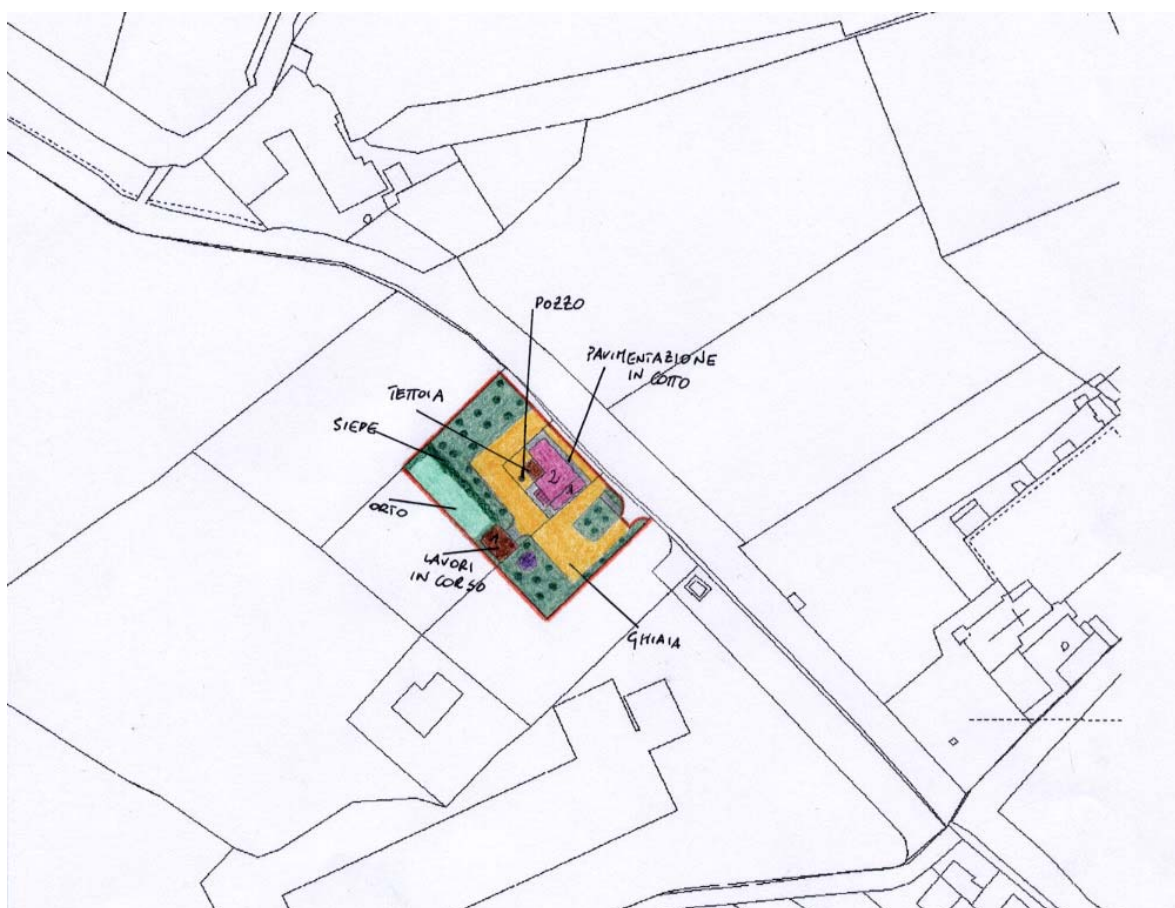 POZZO
PAVIMENTAZIONE
IN COTTO
TETTOIA
SIEPE
ORTO
LAVORI
IN CORSO
GHIAIA